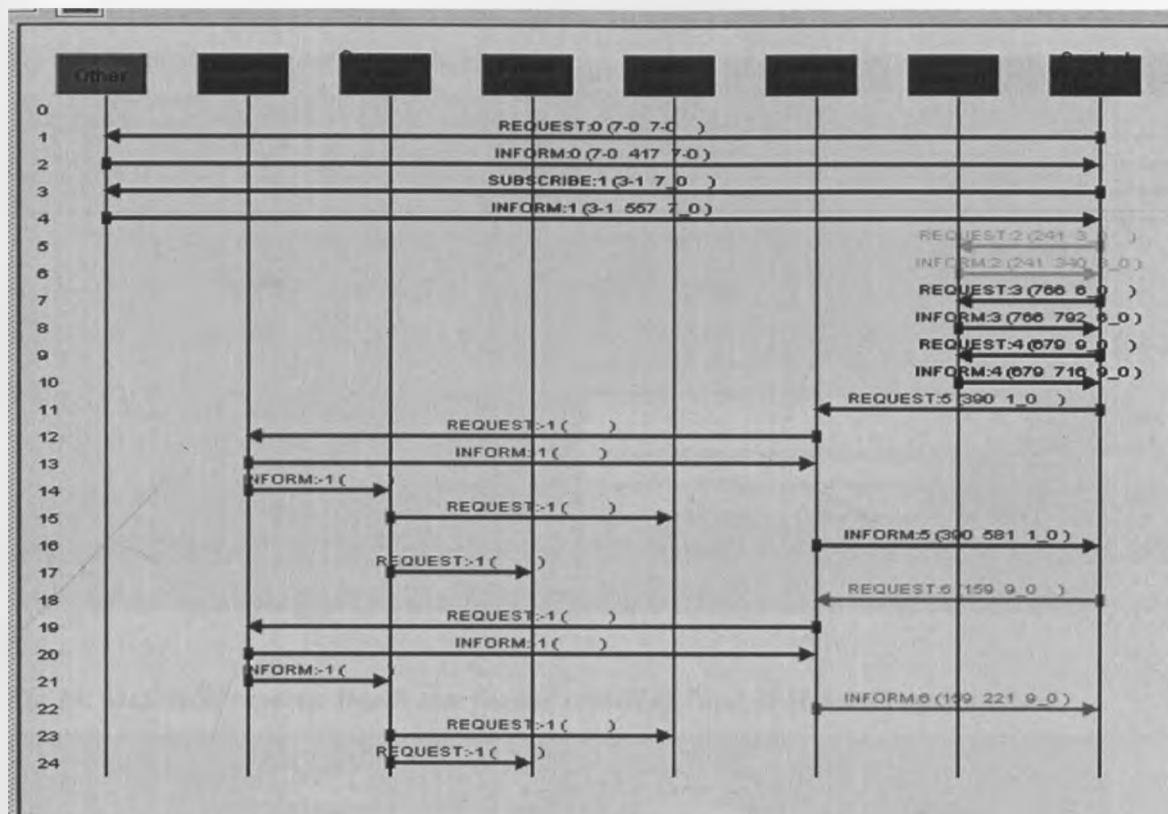 Other
0
1 REQUEST:0 (7-0 7-0 )
2 INFORM:0 (7-0 417 7-0)
3 SUBSCRIBE:1 (3-1 7_0 )
4 INFORM:1 (3-1 557 7_0)
5 REQUEST:2 (241 3_0 )
6 INFORM:2 (241 340 3_0)
7 REQUEST:3 (766 6_0 )
8 INFORM:3 (766 792 6_0)
9 REQUEST:4 (679 9_0 )
10 INFORM:4 (679 716 9_0)
11 REQUEST:5 (390 1_0 )
12 REQUEST:-1 ( )
13 INFORM:-1 ( )
14 INFORM:-1 (
15 REQUEST:-1 ( )
16 INFORM:5 (390 581 1_0)
17 REQUEST:-1 ( )
18 REQUEST:6 (159 9_0 )
19 REQUEST:-1 ( )
20 INFORM:-1 ( )
21 INFORM:-1 (
22 INFORM:6 (159 221 9_0)
23 REQUEST:-1 ( )
24 REQUEST:-1 ( )